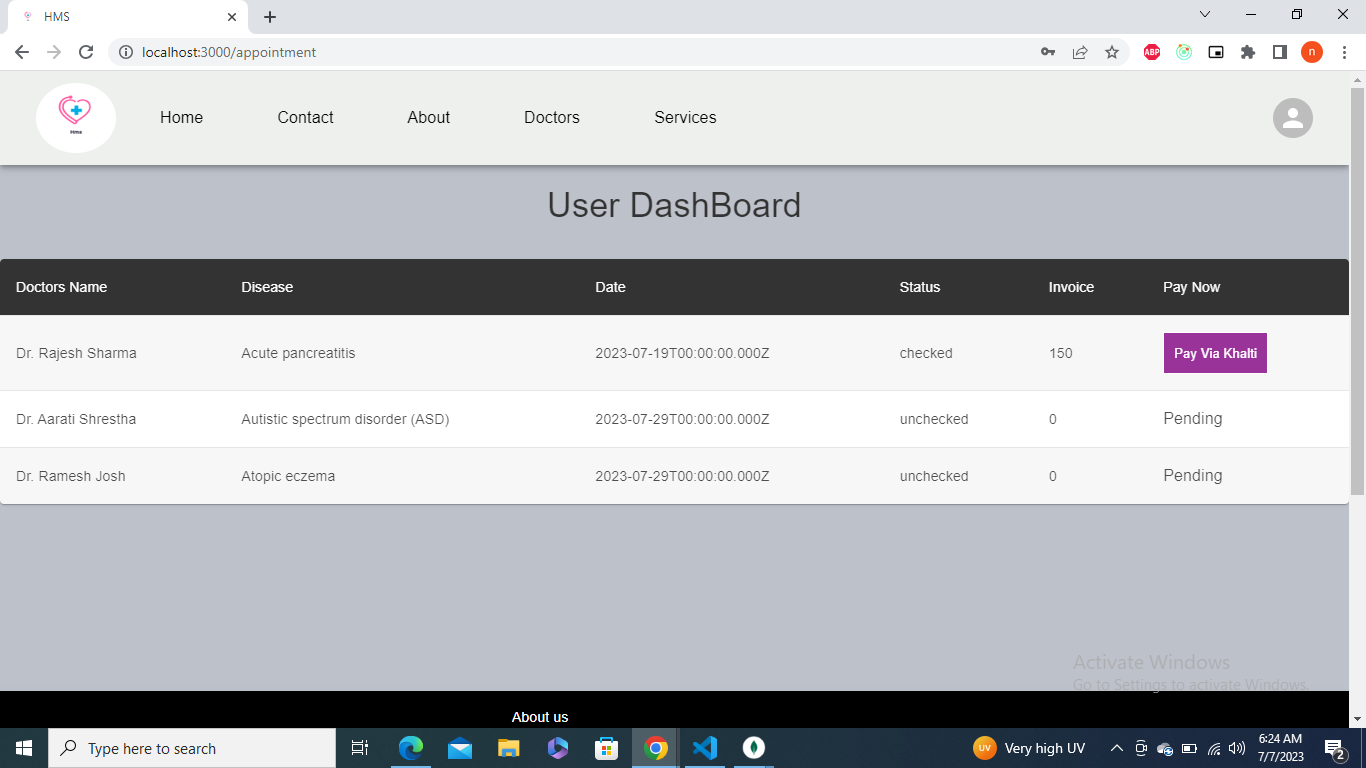 HMS
localhost:3000/appointment
ABP
n
Hms
Home Contact About Doctors Services
User DashBoard
Doctors Name Disease Date Status Invoice Pay Now
Dr. Rajesh Sharma Acute pancreatitis 2023-07-19T00:00:00.000Z checked 150 Pay Via Khalti
Dr. Aarati Shrestha Autistic spectrum disorder (ASD) 2023-07-29T00:00:00.000Z unchecked 0 Pending
Dr. Ramesh Josh Atopic eczema 2023-07-29T00:00:00.000Z unchecked 0 Pending
Activate Windows
Go to Settings to activate Windows.
About us
Type here to search
UV Very high UV
6:24 AM
7/7/2023
2